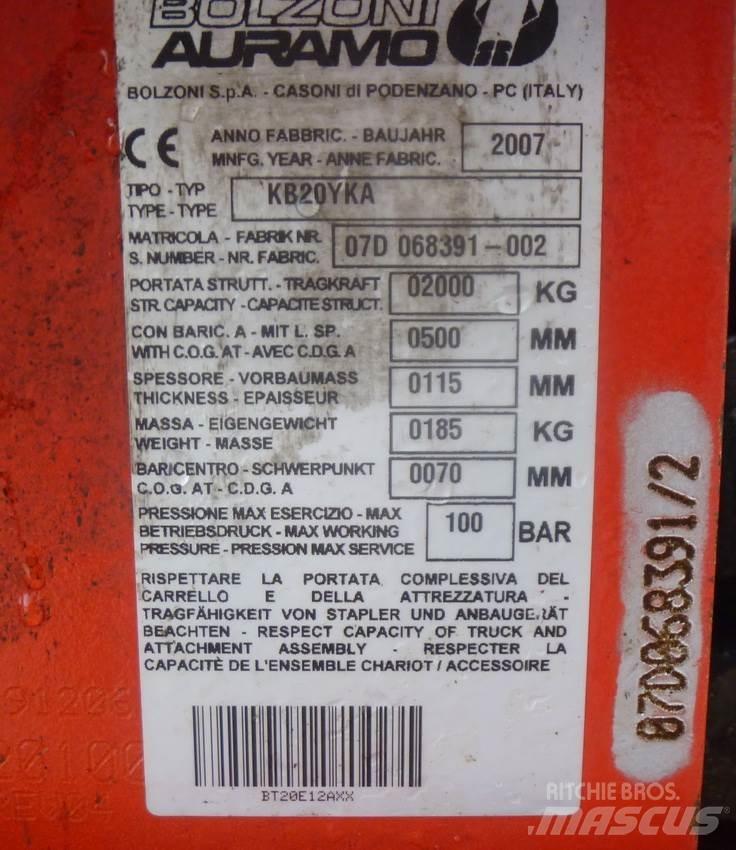 BOLZONI
AURAMO
BOLZONI S.p.A. - CASONI di PODENZANO - PC (ITALY)
CE
ANNO FABBRIC. - BAUJAHR
MNFG. YEAR - ANNE FABRIC.
2007
TIPO - TYP
TYPE - TYPE
KB20YKA
MATRICOLA - FABRIK NR.
S. NUMBER - NR. FABRIC.
07D 068391-002
PORTATA STRUTT. - TRAGKRAFT
STR. CAPACITY - CAPACITE STRUCT.
02000 KG
CON BARIC. A - MIT L. SP.
WITH C.O.G. AT - AVEC C.D.G. A
0500 MM
SPESSORE - VORBAUMASS
THICKNESS - EPAISSEUR
0115 MM
MASSA - EIGENGEWICHT
WEIGHT - MASSE
0185 KG
BARICENTRO - SCHWERPUNKT
C.O.G. AT - C.D.G. A
0070 MM
PRESSIONE MAX ESERCIZIO - MAX
BETRIEBSDRUCK - MAX WORKING
PRESSURE - PRESSION MAX SERVICE
100 BAR
RISPETTARE LA PORTATA COMPLESSIVA DEL
CARRELLO E DELLA ATTREZZATURA -
TRAGFÄHIGKEIT VON STAPLER UND ANBAUGERÄT
BEACHTEN - RESPECT CAPACITY OF TRUCK AND
ATTACHMENT ASSEMBLY - RESPECTER LA
CAPACITÈ DE L'ENSEMBLE CHARIOT / ACCESSOIRE
BT20E12AXX
07D068391/2
RITCHIE BROS.
MASCUS